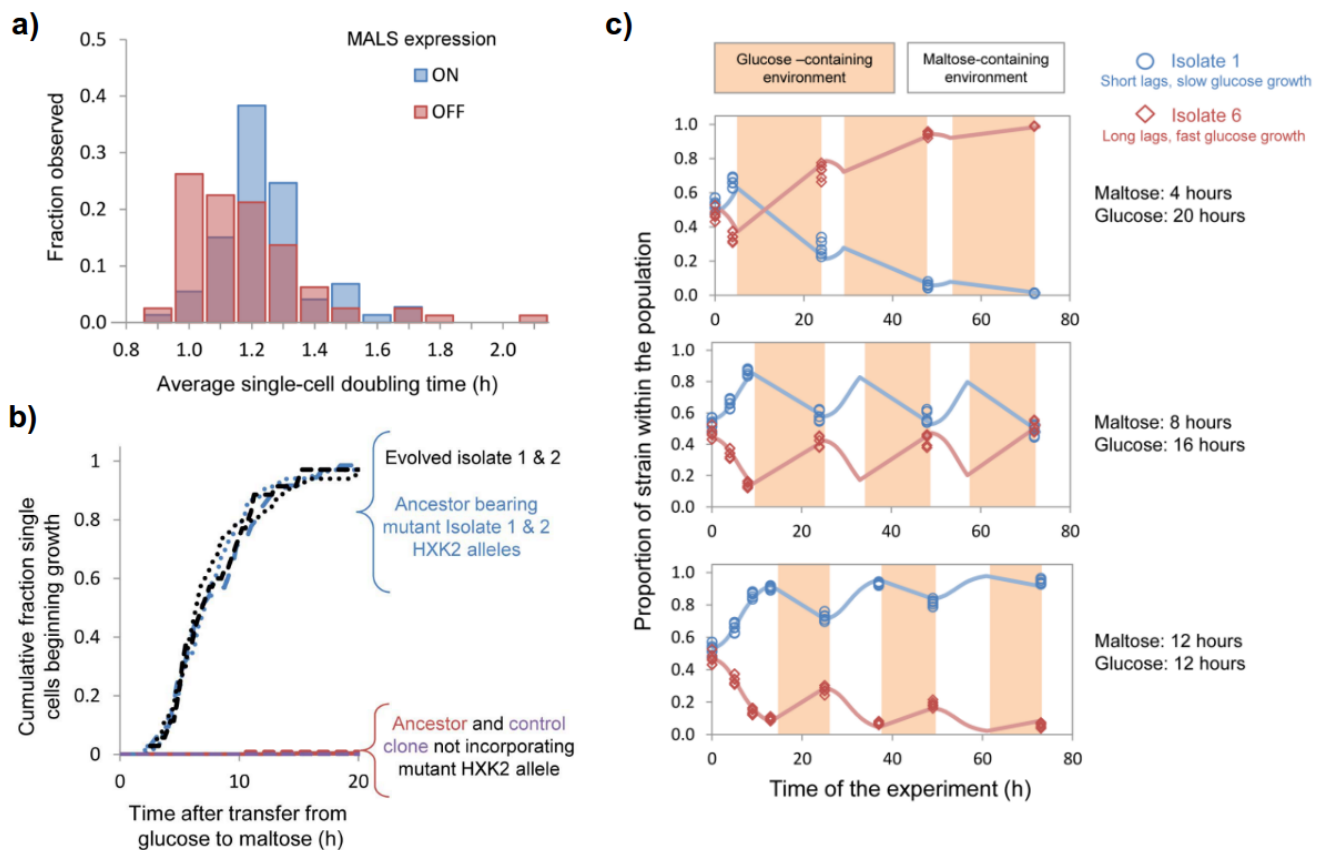 a)
MALS expression
ON
OFF
Fraction observed
0.5
0.4
0.3
0.2
0.1
0.0
0.8
1.0
1.2
1.4
1.6
1.8
2.0
Average single-cell doubling time (h)
b)
Cumulative fraction single
cells beginning growth
1
0.8
0.6
0.4
0.2
0
0
10
20
Time after transfer from
glucose to maltose (h)
Evolved isolate 1 & 2
Ancestor bearing
mutant Isolate 1 & 2
HXK2 alleles
Ancestor and control
clone not incorporating
mutant HXK2 allele
c)
Glucose –containing
environment
Maltose-containing
environment
Isolate 1
Short lags, slow glucose growth
Isolate 6
Long lags, fast glucose growth
Proportion of strain within the population
1.0
0.8
0.6
0.4
0.2
0.0
0
20
40
60
80
Maltose: 4 hours
Glucose: 20 hours
1.0
0.8
0.6
0.4
0.2
0.0
0
20
40
60
80
Maltose: 8 hours
Glucose: 16 hours
1.0
0.8
0.6
0.4
0.2
0.0
0
20
40
60
80
Maltose: 12 hours
Glucose: 12 hours
Time of the experiment (h)